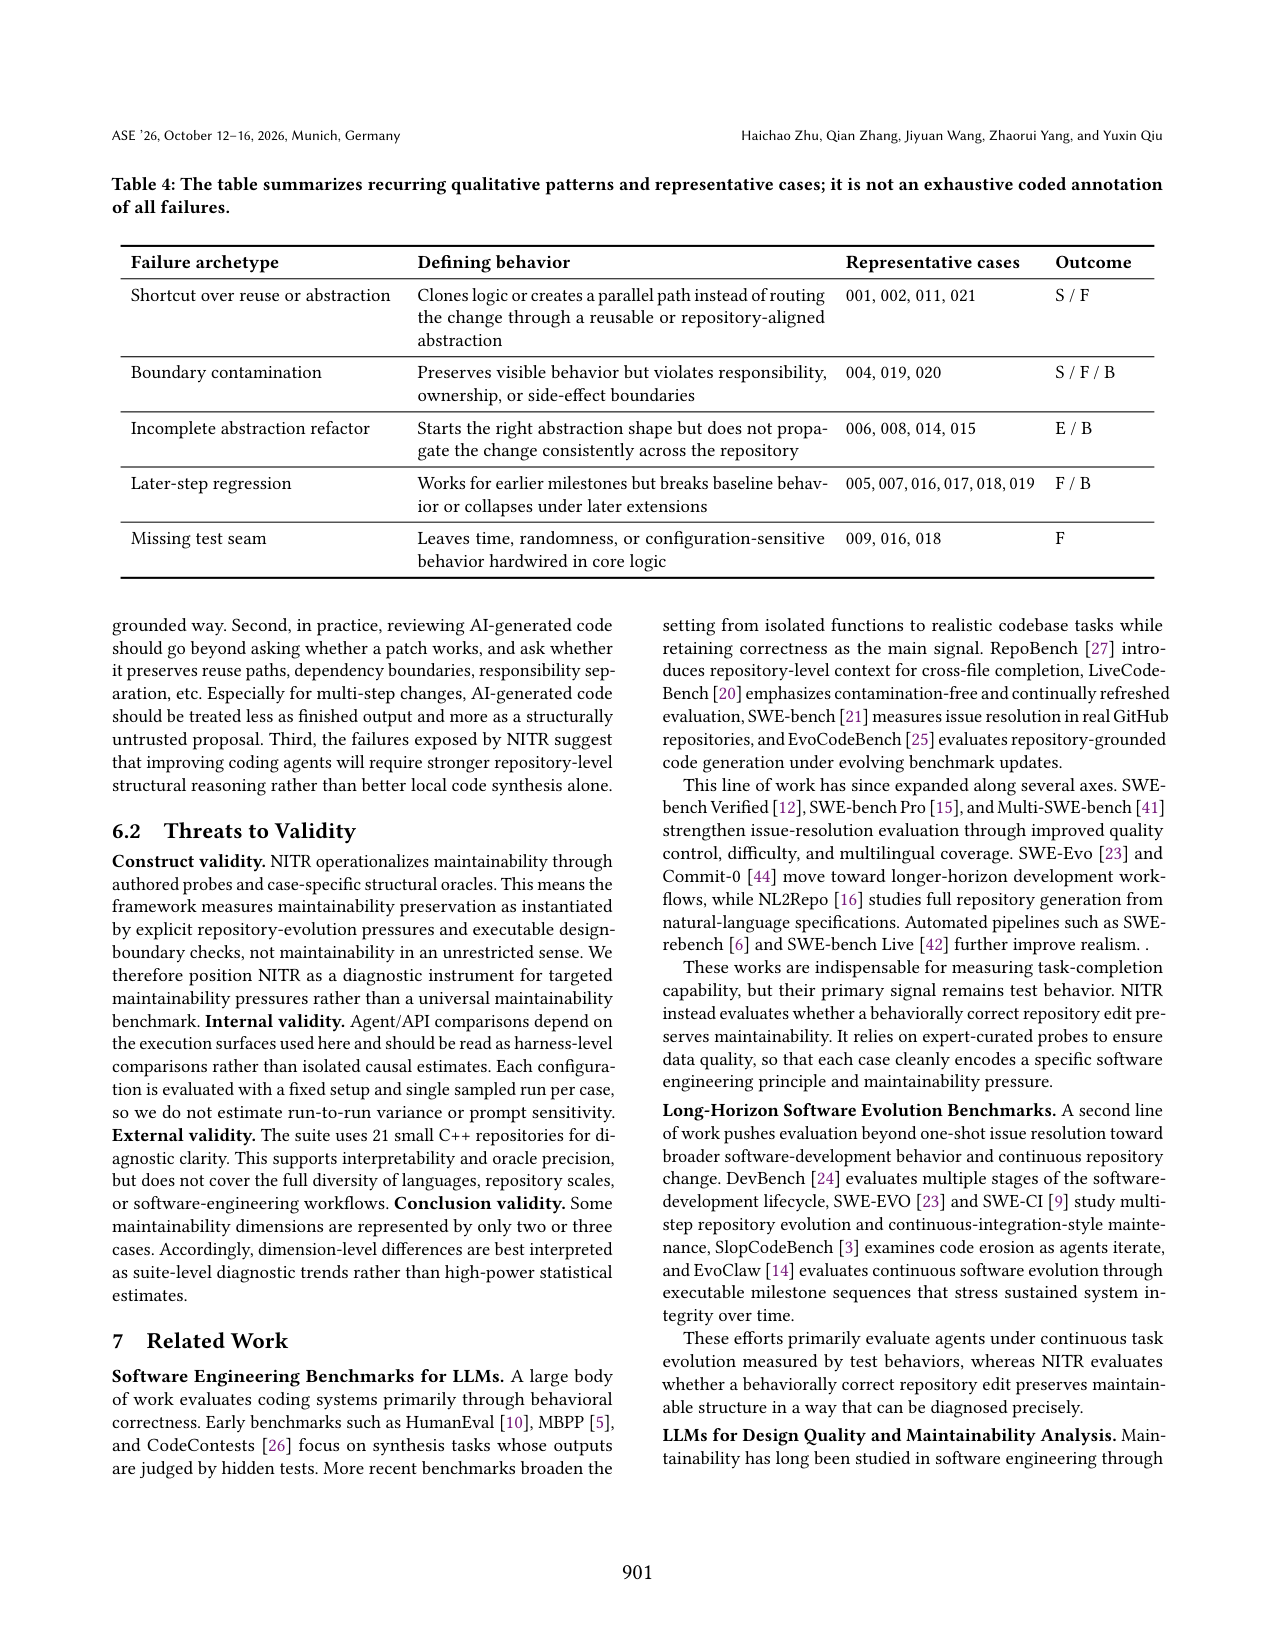 ASE ’26, October 12–16, 2026, Munich, Germany
Haichao Zhu, Qian Zhang, Jiyuan Wang, Zhaorui Yang, and Yuxin Qiu
Table 4: The table summarizes recurring qualitative patterns and representative cases; it is not an exhaustive coded annotation
of all failures.
Failure archetype Defining behavior Representative cases Outcome
Shortcut over reuse or abstraction Clones logic or creates a parallel path instead of routing 001, 002, 011, 021 S / F
the change through a reusable or repository-aligned
abstraction
Boundary contamination Preserves visible behavior but violates responsibility, 004, 019, 020 S / F / B
ownership, or side-effect boundaries
Incomplete abstraction refactor Starts the right abstraction shape but does not propa- 006, 008, 014, 015 E / B
gate the change consistently across the repository
Later-step regression Works for earlier milestones but breaks baseline behav- 005, 007, 016, 017, 018, 019 F / B
ior or collapses under later extensions
Missing test seam Leaves time, randomness, or configuration-sensitive 009, 016, 018 F
behavior hardwired in core logic
grounded way. Second, in practice, reviewing AI-generated code
should go beyond asking whether a patch works, and ask whether
it preserves reuse paths, dependency boundaries, responsibility sep-
aration, etc. Especially for multi-step changes, AI-generated code
should be treated less as finished output and more as a structurally
untrusted proposal. Third, the failures exposed by NITR suggest
that improving coding agents will require stronger repository-level
structural reasoning rather than better local code synthesis alone.
6.2 Threats to Validity
Construct validity. NITR operationalizes maintainability through
authored probes and case-specific structural oracles. This means the
framework measures maintainability preservation as instantiated
by explicit repository-evolution pressures and executable design-
boundary checks, not maintainability in an unrestricted sense. We
therefore position NITR as a diagnostic instrument for targeted
maintainability pressures rather than a universal maintainability
benchmark. Internal validity. Agent/API comparisons depend on
the execution surfaces used here and should be read as harness-level
comparisons rather than isolated causal estimates. Each configura-
tion is evaluated with a fixed setup and single sampled run per case,
so we do not estimate run-to-run variance or prompt sensitivity.
External validity. The suite uses 21 small C++ repositories for di-
agnostic clarity. This supports interpretability and oracle precision,
but does not cover the full diversity of languages, repository scales,
or software-engineering workflows. Conclusion validity. Some
maintainability dimensions are represented by only two or three
cases. Accordingly, dimension-level differences are best interpreted
as suite-level diagnostic trends rather than high-power statistical
estimates.
7 Related Work
Software Engineering Benchmarks for LLMs. A large body
of work evaluates coding systems primarily through behavioral
correctness. Early benchmarks such as HumanEval [10], MBPP [5],
and CodeContests [26] focus on synthesis tasks whose outputs
are judged by hidden tests. More recent benchmarks broaden the
setting from isolated functions to realistic codebase tasks while
retaining correctness as the main signal. RepoBench [27] intro-
duces repository-level context for cross-file completion, LiveCode-
Bench [20] emphasizes contamination-free and continually refreshed
evaluation, SWE-bench [21] measures issue resolution in real GitHub
repositories, and EvoCodeBench [25] evaluates repository-grounded
code generation under evolving benchmark updates.
This line of work has since expanded along several axes. SWE-
bench Verified [12], SWE-bench Pro [15], and Multi-SWE-bench [41]
strengthen issue-resolution evaluation through improved quality
control, difficulty, and multilingual coverage. SWE-Evo [23] and
Commit-0 [44] move toward longer-horizon development work-
flows, while NL2Repo [16] studies full repository generation from
natural-language specifications. Automated pipelines such as SWE-
rebench [6] and SWE-bench Live [42] further improve realism. .
These works are indispensable for measuring task-completion
capability, but their primary signal remains test behavior. NITR
instead evaluates whether a behaviorally correct repository edit pre-
serves maintainability. It relies on expert-curated probes to ensure
data quality, so that each case cleanly encodes a specific software
engineering principle and maintainability pressure.
Long-Horizon Software Evolution Benchmarks. A second line
of work pushes evaluation beyond one-shot issue resolution toward
broader software-development behavior and continuous repository
change. DevBench [24] evaluates multiple stages of the software-
development lifecycle, SWE-EVO [23] and SWE-CI [9] study multi-
step repository evolution and continuous-integration-style mainte-
nance, SlopCodeBench [3] examines code erosion as agents iterate,
and EvoClaw [14] evaluates continuous software evolution through
executable milestone sequences that stress sustained system in-
tegrity over time.
These efforts primarily evaluate agents under continuous task
evolution measured by test behaviors, whereas NITR evaluates
whether a behaviorally correct repository edit preserves maintain-
able structure in a way that can be diagnosed precisely.
LLMs for Design Quality and Maintainability Analysis. Main-
tainability has long been studied in software engineering through
901